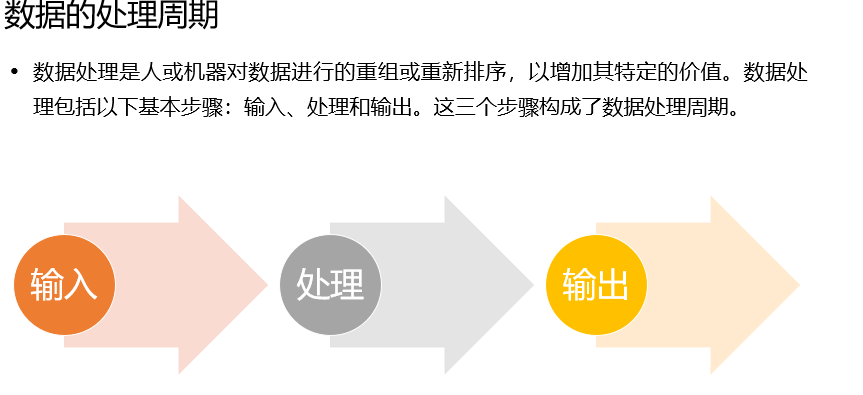 数据的处理周期
• 数据处理是人或机器对数据进行的重组或重新排序，以增加其特定的价值。数据处
理包括以下基本步骤：输入、处理和输出。这三个步骤构成了数据处理周期。
输入
处理
输出